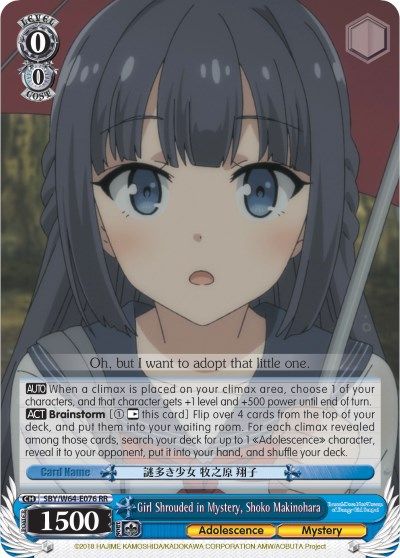 LEVEL
0
0
COST
Oh, but I want to adopt that little one.
AUTO When a climax is placed on your climax area, choose 1 of your
characters, and that character gets +1 level and +500 power until end of turn.
ACT Brainstorm [① this card] Flip over 4 cards from the top of your
deck, and put them into your waiting room. For each climax revealed
among those cards, search your deck for up to 1 «Adolescence» character,
reveal it to your opponent, put it into your hand, and shuffle your deck.
Card Name 謎多き少女 牧之原 翔子
CH SBY/W64-E076 RR
Girl Shrouded in Mystery, Shoko Makinohara
POWER 1500
Adolescence Mystery
©2018 HAJIME KAMOSHIDA/KADOKAWA CORPORATION AMW/AOBUTA Project